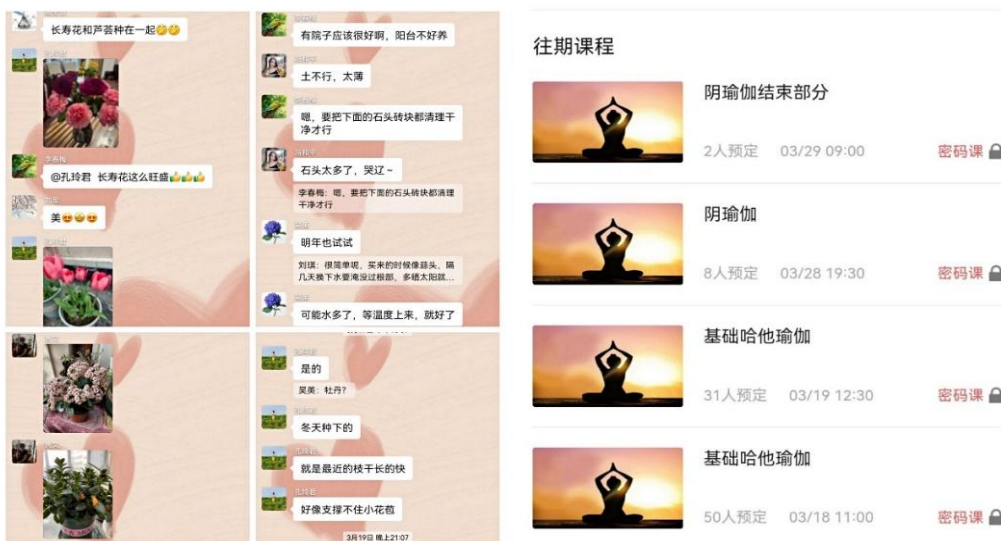 长寿花和芦荟种在一起
李春梅
@孔玲君 长寿花这么旺盛
美
有院子应该很好啊，阳台不好养
土不行，太薄
嗯，要把下面的石头砖块都清理干
净才行
石头太多了，哭辽~
李春梅：嗯，要把下面的石头砖块都清理
干净才行
明年也试试
刘琪：很简单呢，买来的时候像蒜头，隔
几天换下水要淹没过根部，多晒太阳就...
可能水多了，等温度上来，就好了
是的
吴美：牡丹？
冬天种下的
就是最近的枝干长的快
好像支撑不住小花苞
3月19日 晚上21:07
往期课程
阴瑜伽结束部分
2人预定 03/29 09:00 密码课
阴瑜伽
8人预定 03/28 19:30 密码课
基础哈他瑜伽
31人预定 03/19 12:30 密码课
基础哈他瑜伽
50人预定 03/18 11:00 密码课